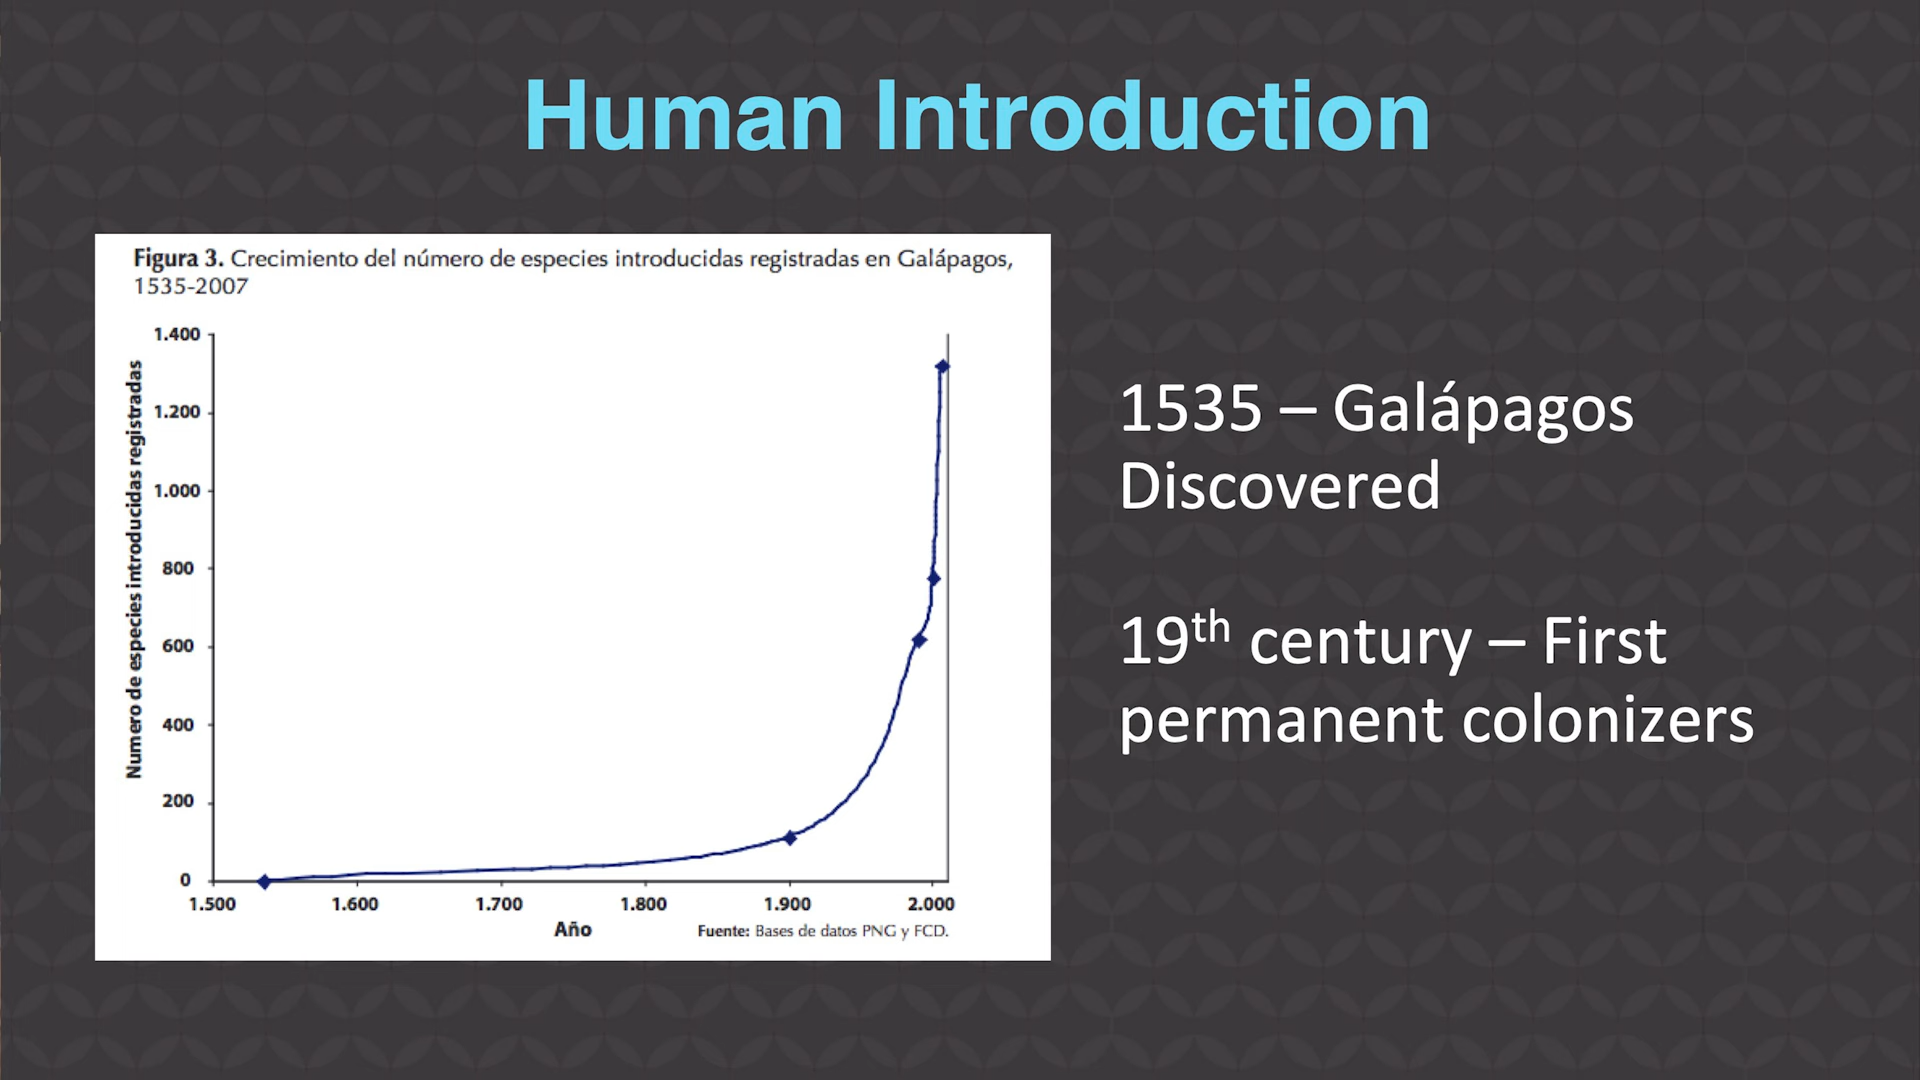 Human Introduction
Figura 3. Crecimiento del número de especies introducidas registradas en Galápagos,
1535-2007
Numero de especies introducidas registradas
1.400
1.200
1.000
800
600
400
200
0
1.500 1.600 1.700 1.800 1.900 2.000
Año
Fuente: Bases de datos PNG y FCD.
1535 – Galápagos
Discovered
19th century – First
permanent colonizers